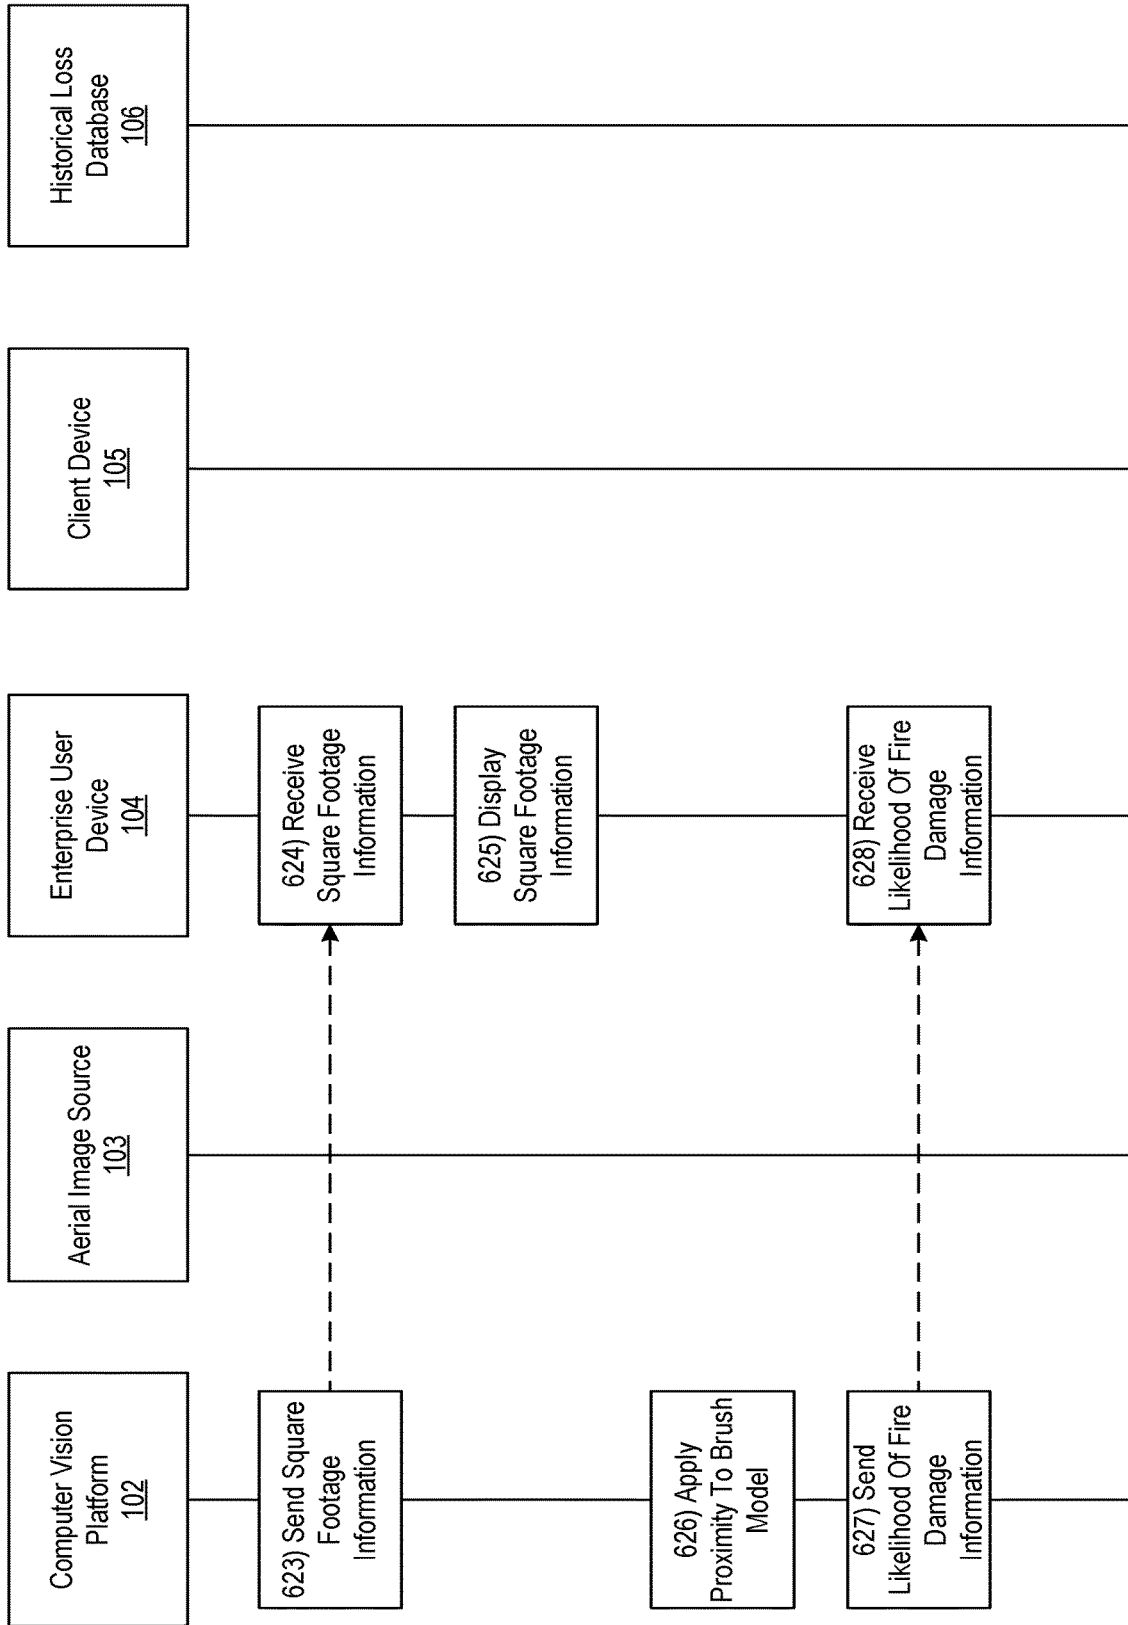 Computer Vision
Platform
102
Aerial Image Source
103
Enterprise User
Device
104
Client Device
105
Historical Loss
Database
106
623) Send Square
Footage
Information
624) Receive
Square Footage
Information
625) Display
Square Footage
Information
626) Apply
Proximity To Brush
Model
627) Send
Likelihood Of Fire
Damage
Information
628) Receive
Likelihood Of Fire
Damage
Information